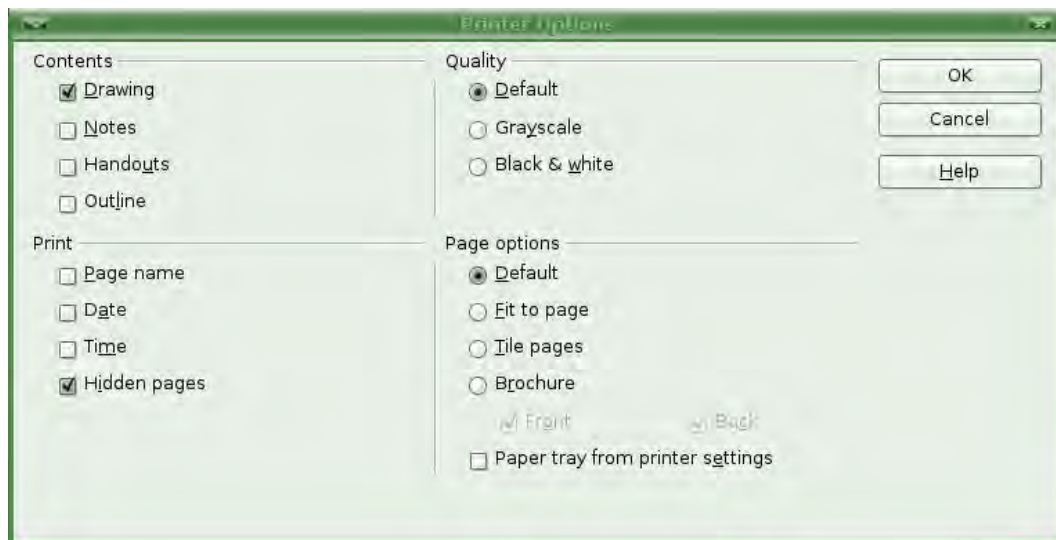 Printer Options
Contents
Drawing
Notes
Handouts
Outline
Print
Page name
Date
Time
Hidden pages
Quality
Default
Grayscale
Black & white
Page options
Default
Fit to page
Tile pages
Brochure
Front Back
Paper tray from printer settings
OK
Cancel
Help